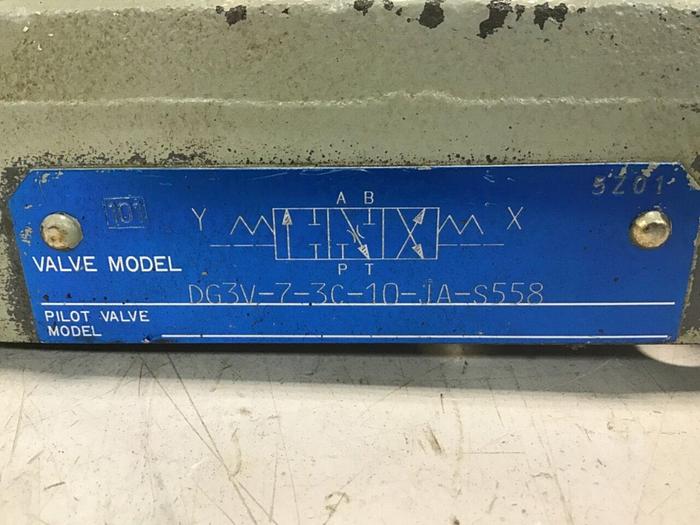 101
5201
A B
Y X
P T
VALVE MODEL DG3V-7-3C-10-JA-S558
PILOT VALVE
MODEL